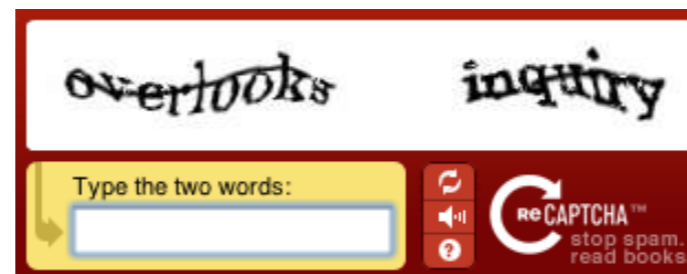 overlooks inquiry
Type the two words:
ReCAPTCHA™
stop spam.
read books